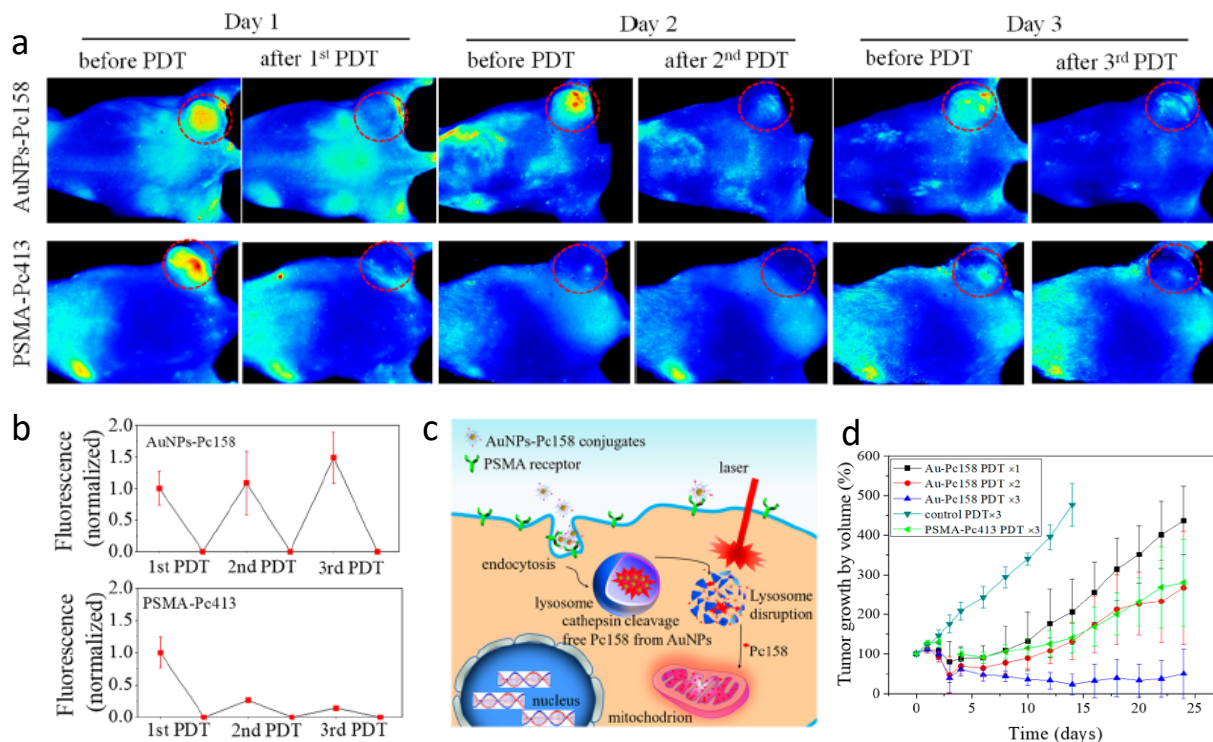 a
Day 1
Day 2
Day 3
before PDT
after 1st PDT
before PDT
after 2nd PDT
before PDT
after 3rd PDT
AuNPs-Pc158
PSMA-Pc413
b
Fluorescence
(normalized)
2.0
1.5
1.0
0.5
0.0
AuNPs-Pc158
1st PDT
2nd PDT
3rd PDT
Fluorescence
(normalized)
2.0
1.5
1.0
0.5
0.0
PSMA-Pc413
1st PDT
2nd PDT
3rd PDT
c
AuNPs-Pc158 conjugates
PSMA receptor
laser
endocytosis
lysosome
cathepsin cleavage
free Pc158 from AuNPs
Lysosome
disruption
Pc158
nucleus
mitochodrion
d
Tumor growth by volume (%)
600
500
400
300
200
100
0
Au-Pc158 PDT ×1
Au-Pc158 PDT ×2
Au-Pc158 PDT ×3
control PDT×3
PSMA-Pc413 PDT ×3
0
5
10
15
20
25
Time (days)